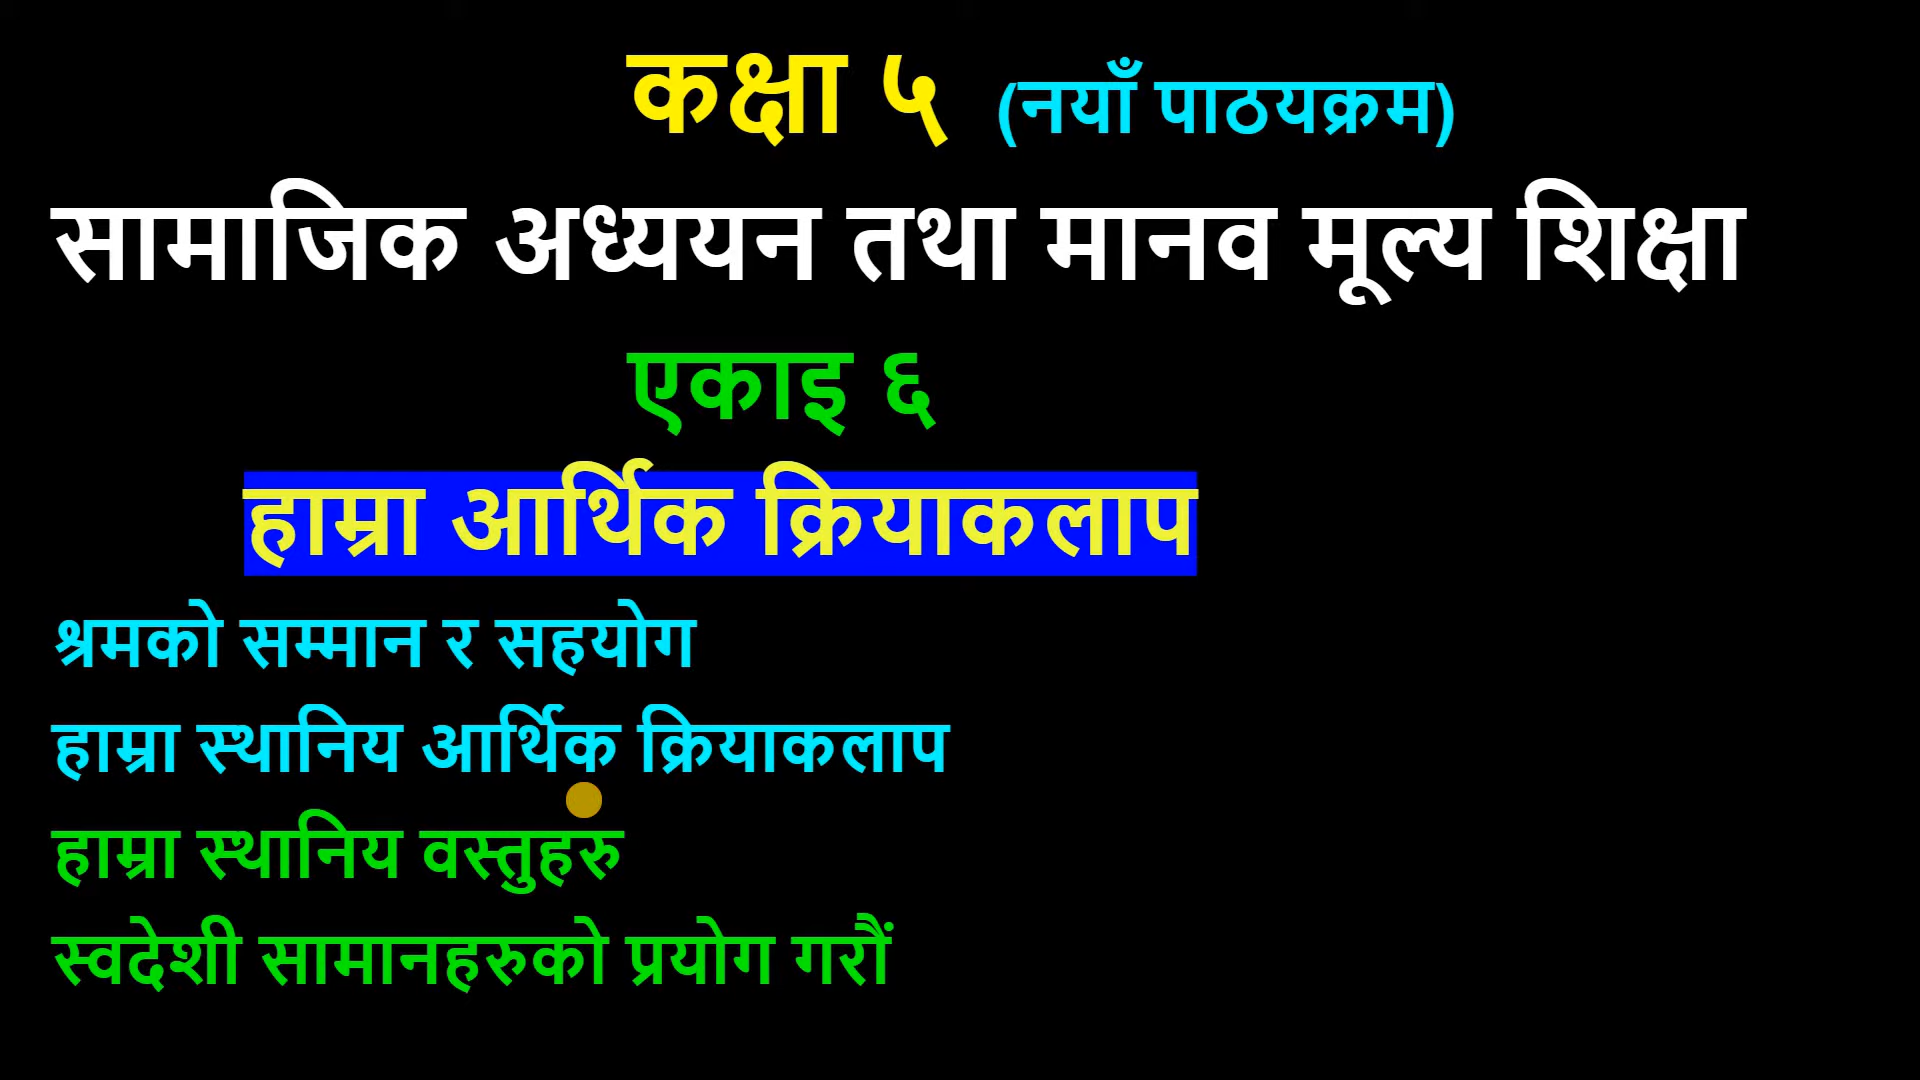 कक्षा ५ (नयाँ पाठयक्रम)
सामाजिक अध्ययन तथा मानव मूल्य शिक्षा
एकाइ ६
हाम्रा आर्थिक क्रियाकलाप
श्रमको सम्मान र सहयोग
हाम्रा स्थानिय आर्थिक क्रियाकलाप
हाम्रा स्थानिय वस्तुहरु
स्वदेशी सामानहरुको प्रयोग गरौं